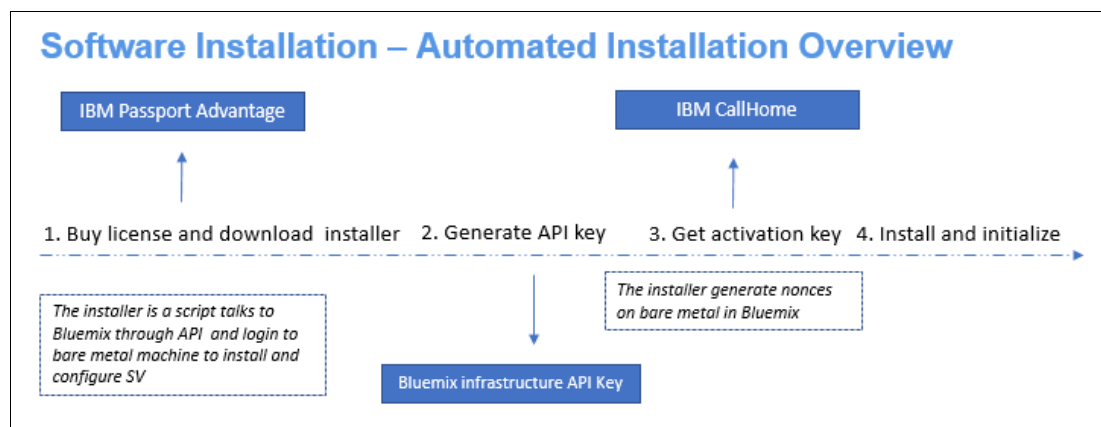 Software Installation – Automated Installation Overview
IBM Passport Advantage
IBM CallHome
1. Buy license and download installer
2. Generate API key
3. Get activation key
4. Install and initialize
The installer is a script talks to
Bluemix through API and login to
bare metal machine to install and
configure SV
The installer generate nonces
on bare metal in Bluemix
Bluemix infrastructure API Key